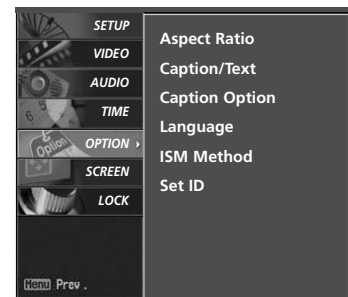 SETUP
VIDEO
AUDIO
TIME
OPTION
SCREEN
LOCK
Menu Prev.
Aspect Ratio
Caption/Text
Caption Option
Language
ISM Method
Set ID